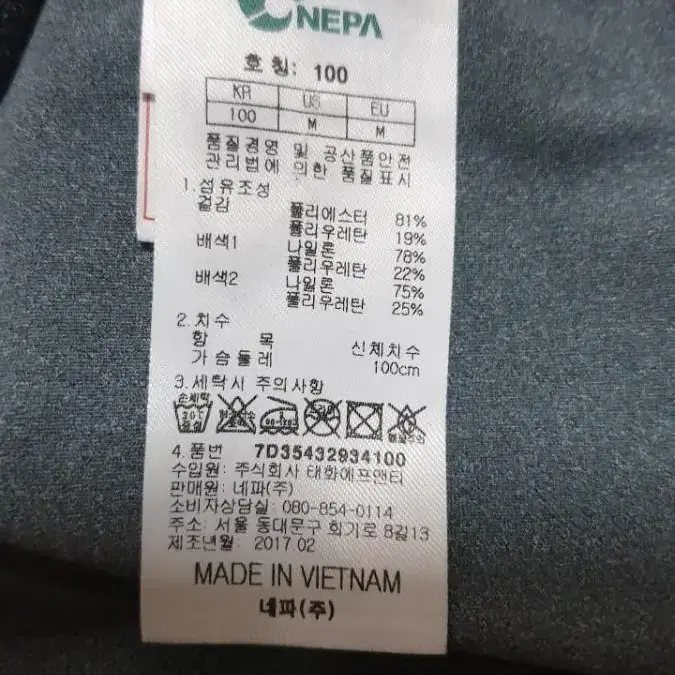 NEPA
호 칭: 100
KR US EU
100 M M
품질경영 및 공산품안전
관리법에 의한 품질표시
1.섬유조성
겉감 폴리에스터 81%
폴리우레탄 19%
배색1 나일론 78%
폴리우레탄 22%
배색2 나일론 75%
폴리우레탄 25%
2.치수
항 목 신체치수
가슴둘레 100cm
3.세탁시 주의사항
손세탁
30℃
중성
4.품번 7D35432934100
수입원: 주식회사 태화에프앤티
판매원: 네파(주)
소비자상담실: 080-854-0114
주소: 서울 동대문구 회기로 8길13
제조년월: 2017.02
MADE IN VIETNAM
네파(주)